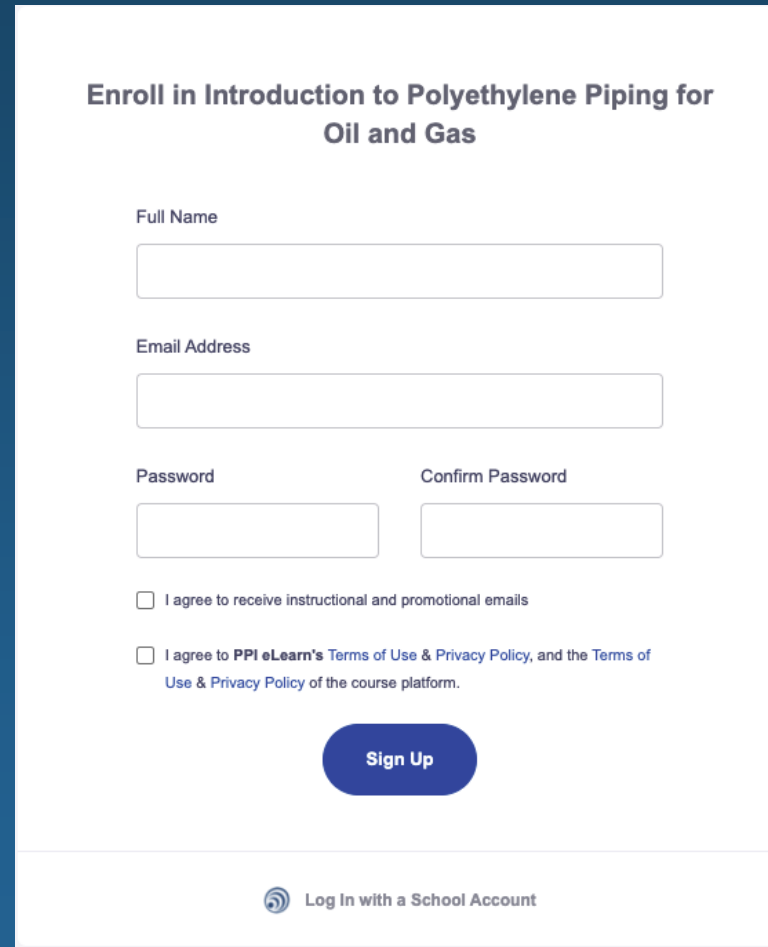 Enroll in Introduction to Polyethylene Piping for
Oil and Gas
Full Name
Email Address
Password
Confirm Password
I agree to receive instructional and promotional emails
I agree to PPI eLearn's Terms of Use & Privacy Policy, and the Terms of
Use & Privacy Policy of the course platform.
Sign Up
Log In with a School Account